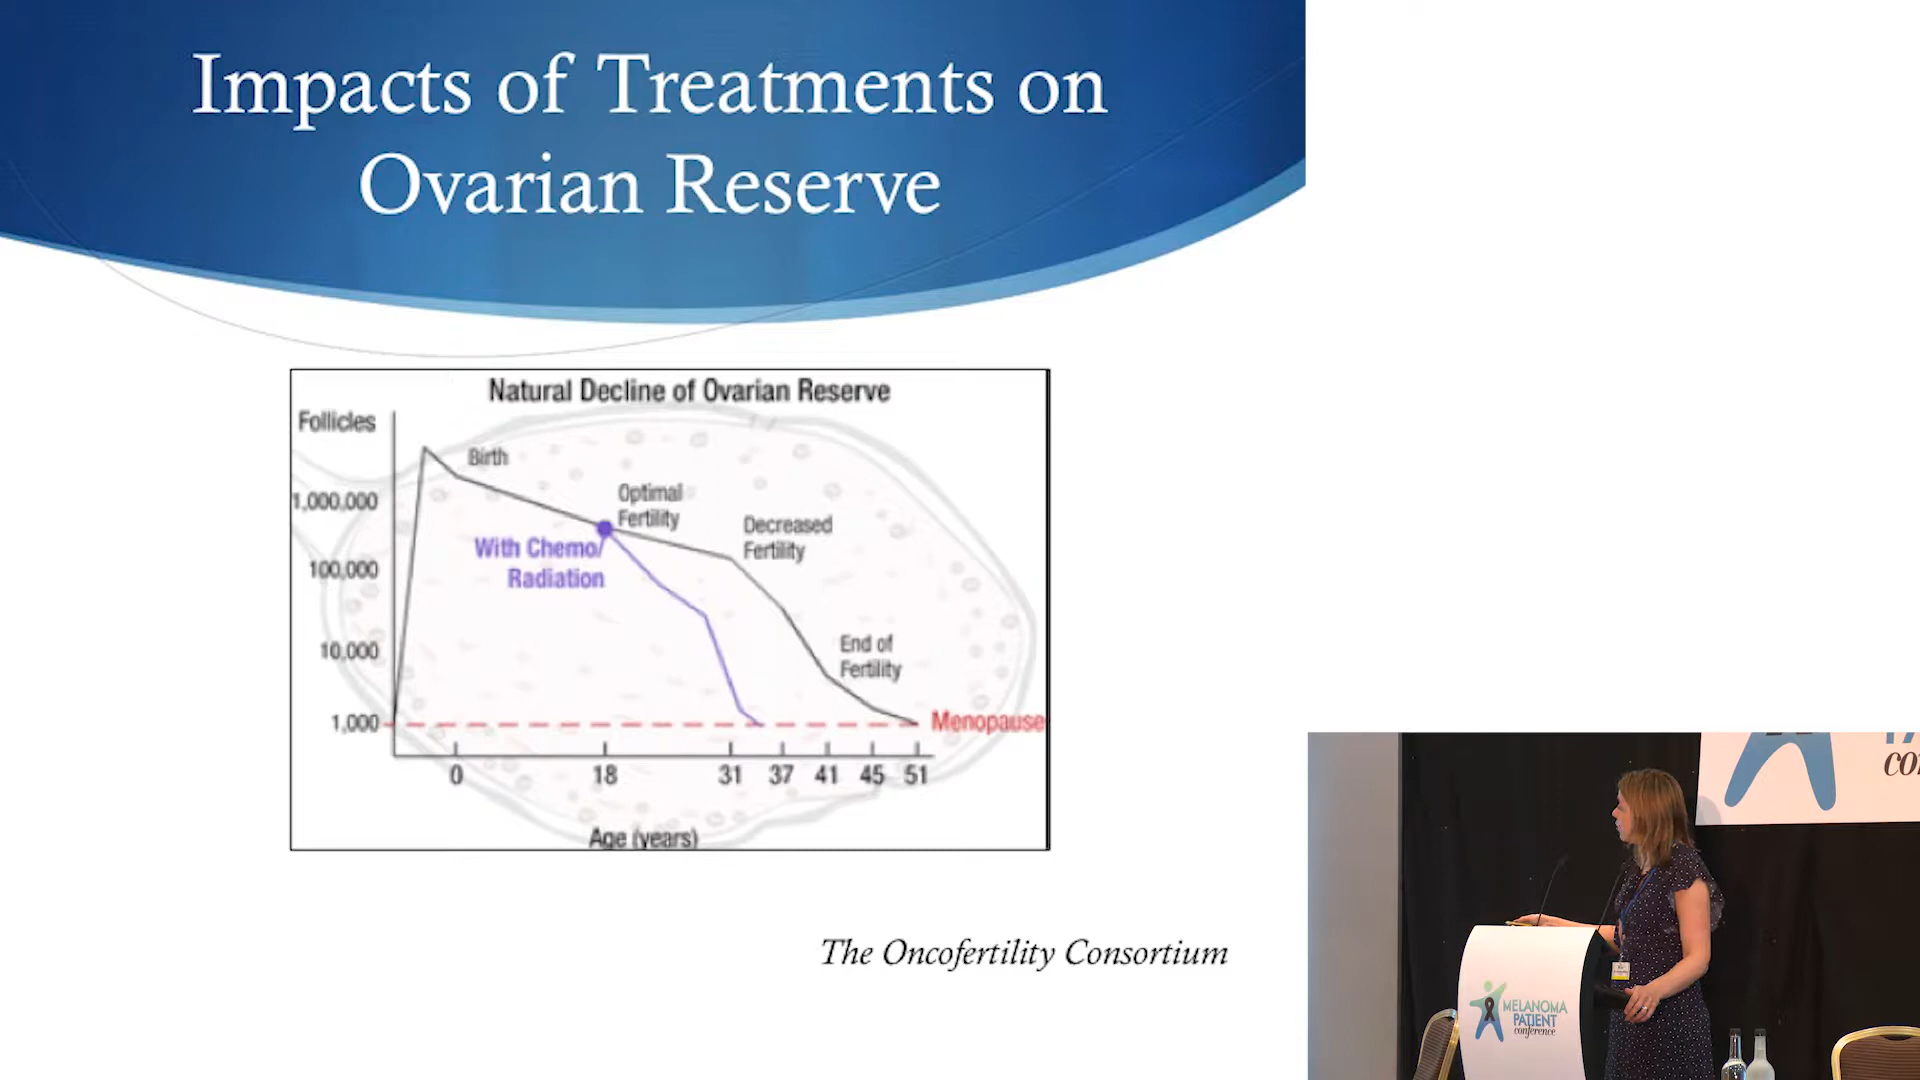 Impacts of Treatments on
Ovarian Reserve
Natural Decline of Ovarian Reserve
Follicles
Birth
1,000,000
Optimal
Fertility
Decreased
Fertility
With Chemo/
Radiation
100,000
10,000
End of
Fertility
1,000
Menopause
0 18 31 37 41 45 51
Age (years)
The Oncofertility Consortium
MELANOMA
PATIENT
conference